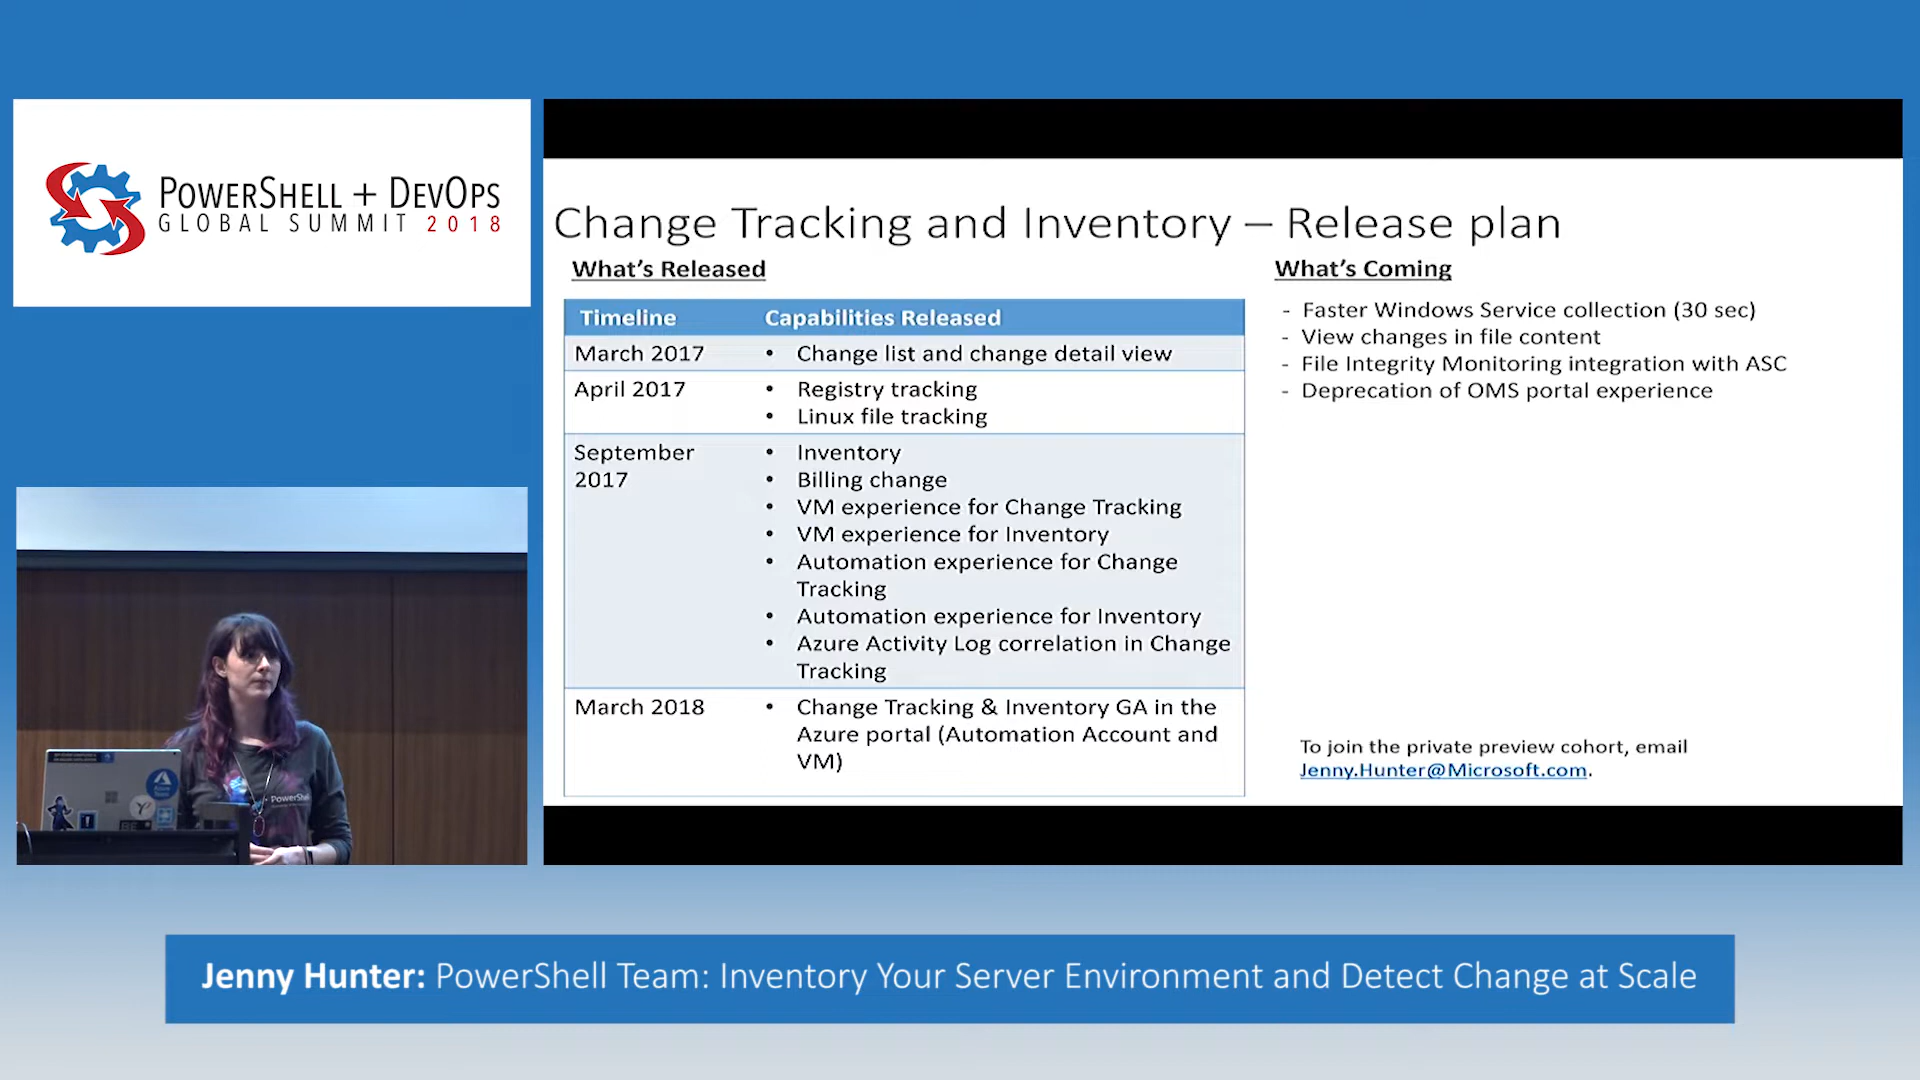 POWERSHELL + DEVOPS
GLOBAL SUMMIT 2018
Change Tracking and Inventory – Release plan
What's Released
Timeline Capabilities Released
March 2017 • Change list and change detail view
April 2017 • Registry tracking
• Linux file tracking
September 2017 • Inventory
• Billing change
• VM experience for Change Tracking
• VM experience for Inventory
• Automation experience for Change
Tracking
• Automation experience for Inventory
• Azure Activity Log correlation in Change
Tracking
March 2018 • Change Tracking & Inventory GA in the
Azure portal (Automation Account and
VM)
What's Coming
- Faster Windows Service collection (30 sec)
- View changes in file content
- File Integrity Monitoring integration with ASC
- Deprecation of OMS portal experience
To join the private preview cohort, email
Jenny.Hunter@Microsoft.com.
Jenny Hunter: PowerShell Team: Inventory Your Server Environment and Detect Change at Scale